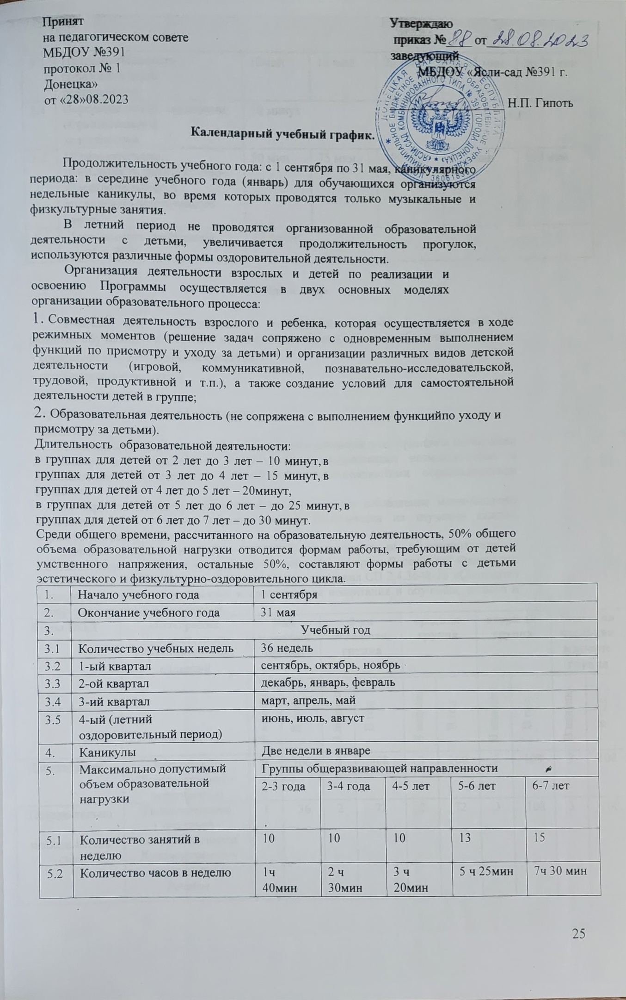 Принят
на педагогическом совете
МБДОУ №391
протокол № 1
Донецка»
от «28»08.2023
Утверждаю
приказ № 88 от 28.08.2023
заведующий
МБДОУ «Ясли-сад №391 г.
Н.П. Гипоть
ДОНЕЦКАЯ НАРОДНАЯ РЕСПУБЛИКА
МУНИЦИПАЛЬНОЕ БЮДЖЕТНОЕ ДОШКОЛЬНОЕ ОБРАЗОВАТЕЛЬНОЕ УЧРЕЖДЕНИЕ
«ЯСЛИ-САД КОМБИНИРОВАННОГО ТИПА № 391 ГОРОДА ДОНЕЦКА»
Календарный учебный график.
Продолжительность учебного года: с 1 сентября по 31 мая, каникулярного
периода: в середине учебного года (январь) для обучающихся организуются
недельные каникулы, во время которых проводятся только музыкальные и
физкультурные занятия.
В летний период не проводятся организованной образовательной
деятельности с детьми, увеличивается продолжительность прогулок,
используются различные формы оздоровительной деятельности.
Организация деятельности взрослых и детей по реализации и
освоению Программы осуществляется в двух основных моделях
организации образовательного процесса:
1. Совместная деятельность взрослого и ребенка, которая осуществляется в ходе
режимных моментов (решение задач сопряжено с одновременным выполнением
функций по присмотру и уходу за детьми) и организации различных видов детской
деятельности (игровой, коммуникативной, познавательно-исследовательской,
трудовой, продуктивной и т.п.), а также создание условий для самостоятельной
деятельности детей в группе;
2. Образовательная деятельность (не сопряжена с выполнением функцийпо уходу и
присмотру за детьми).
Длительность образовательной деятельности:
в группах для детей от 2 лет до 3 лет – 10 минут, в
группах для детей от 3 лет до 4 лет – 15 минут, в
группах для детей от 4 лет до 5 лет – 20минут,
в группах для детей от 5 лет до 6 лет – до 25 минут, в
группах для детей от 6 лет до 7 лет – до 30 минут.
Среди общего времени, рассчитанного на образовательную деятельность, 50% общего
объема образовательной нагрузки отводится формам работы, требующим от детей
умственного напряжения, остальные 50%, составляют формы работы с детьми
эстетического и физкультурно-оздоровительного цикла.
1. Начало учебного года 1 сентября
2. Окончание учебного года 31 мая
3. Учебный год
3.1 Количество учебных недель 36 недель
3.2 1-ый квартал сентябрь, октябрь, ноябрь
3.3 2-ой квартал декабрь, январь, февраль
3.4 3-ий квартал март, апрель, май
3.5 4-ый (летний июнь, июль, август
оздоровительный период)
4. Каникулы Две недели в январе
5. Максимально допустимый Группы общеразвивающей направленности
объем образовательной 2-3 года 3-4 года 4-5 лет 5-6 лет 6-7 лет
нагрузки
5.1 Количество занятий в 10 10 10 13 15
неделю
5.2 Количество часов в неделю 1ч 2 ч 3 ч 5 ч 25мин 7ч 30 мин
40мин 30мин 20мин
25